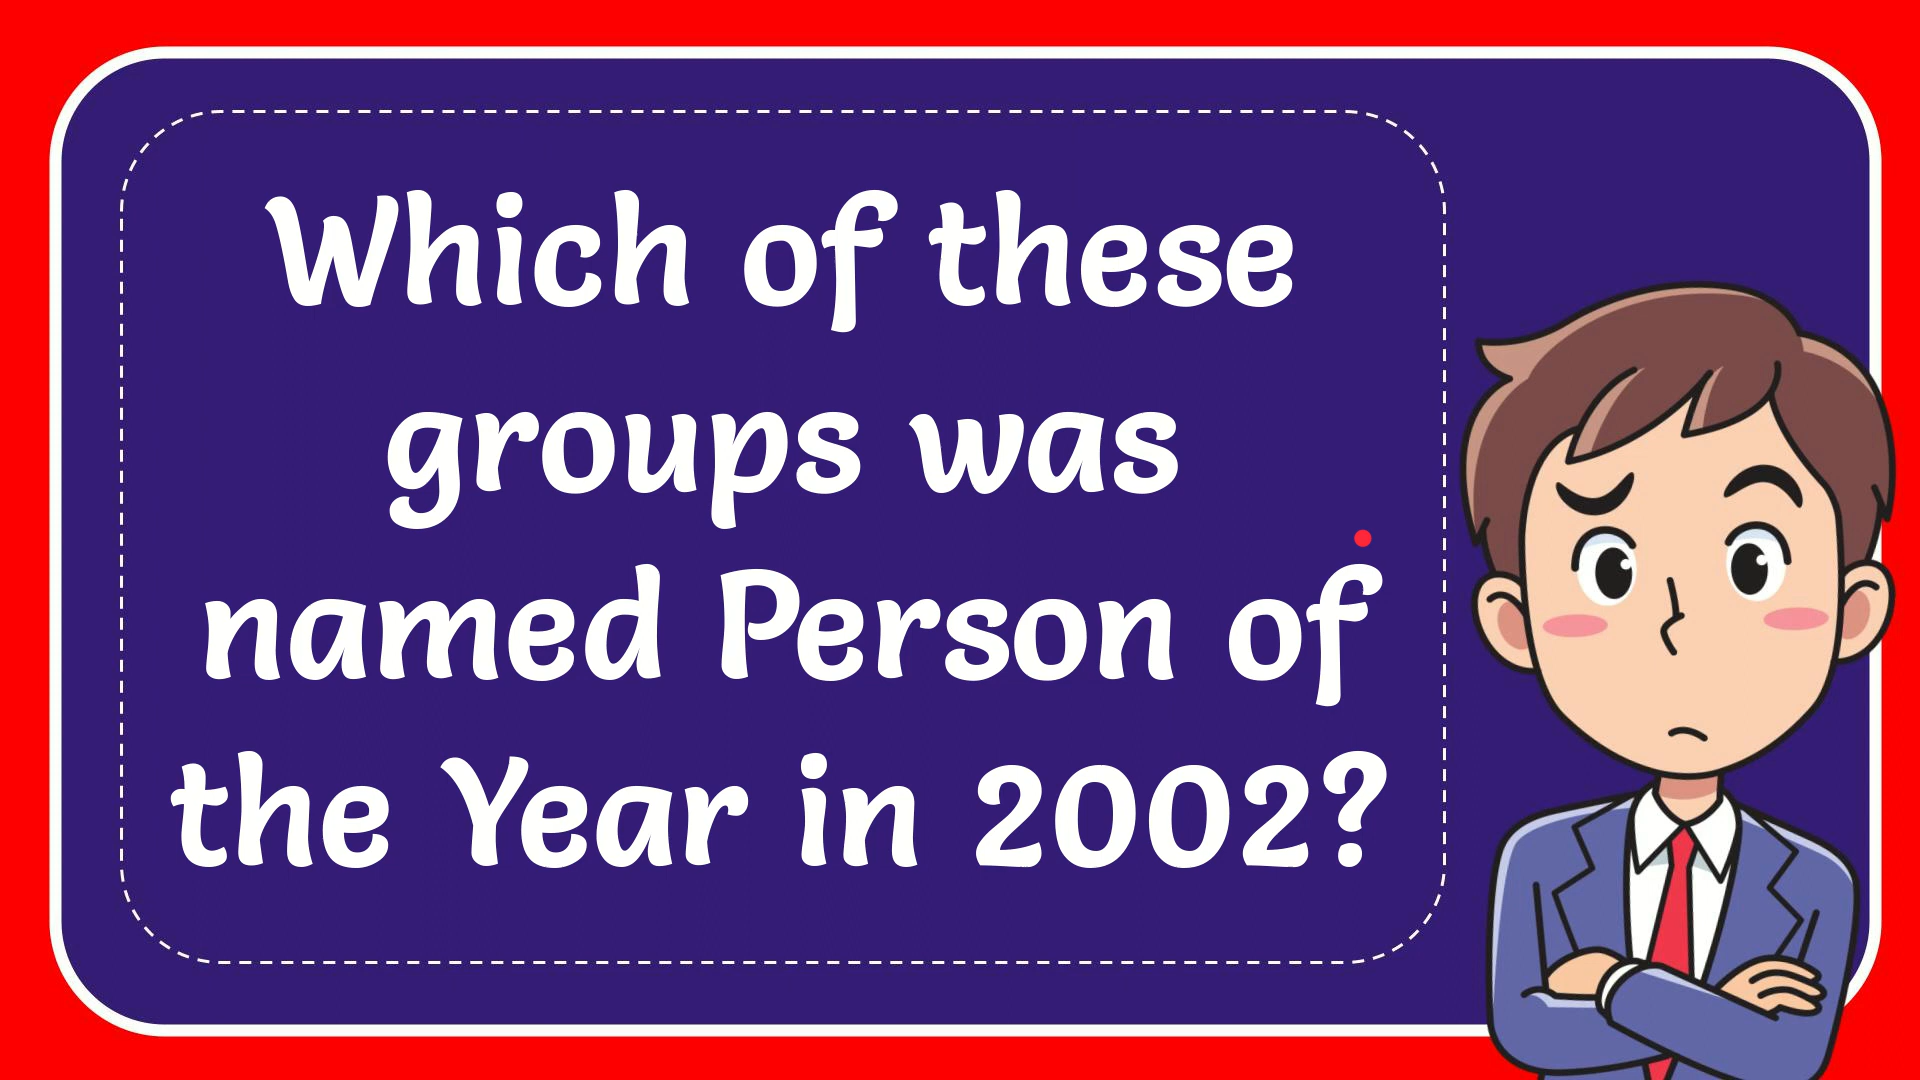 Which of these
groups was
named Person of
the Year in 2002?